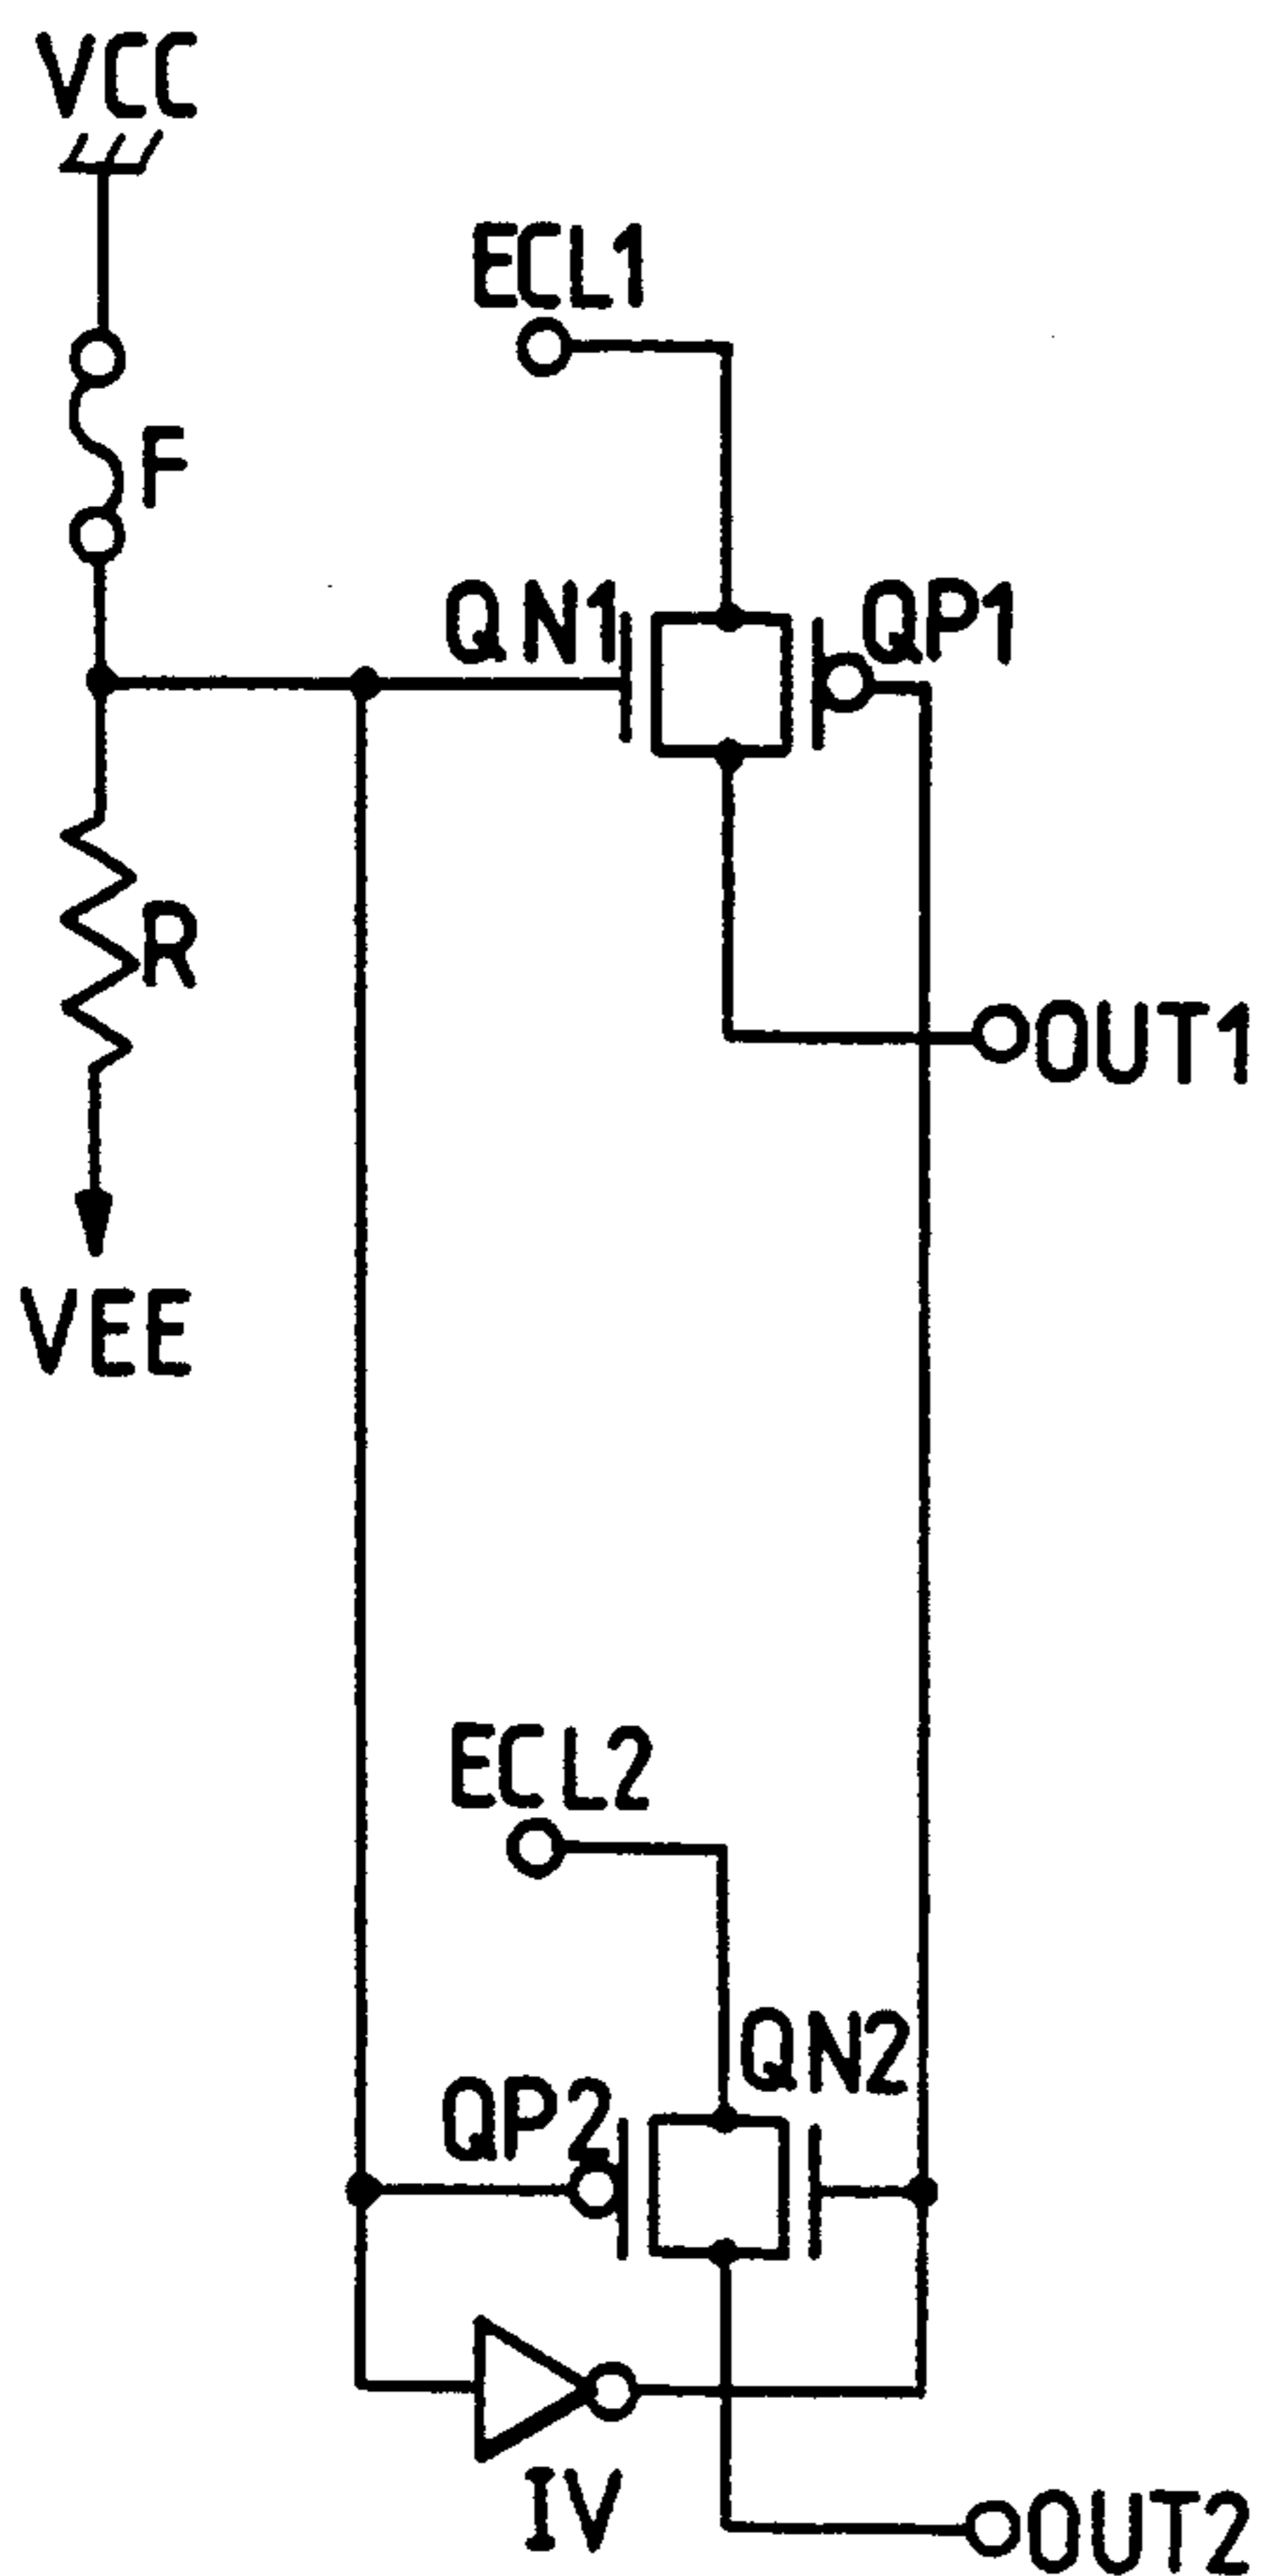 VCC
ECL1
F
QN1
QP1
R
OUT1
VEE
ECL2
QN2
QP2
IV
OUT2